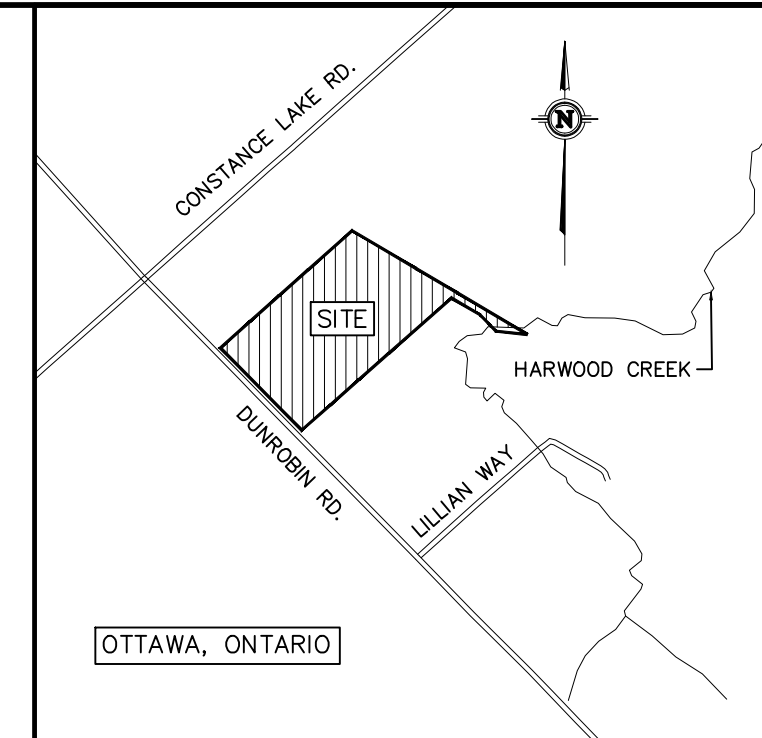 CONSTANCE LAKE RD.
N
SITE
HARWOOD CREEK
DUNROBIN RD.
LILLIAN WAY
OTTAWA, ONTARIO